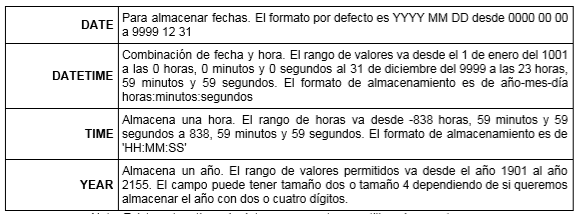 DATE
Para almacenar fechas. El formato por defecto es YYYY MM DD desde 0000 00 00
a 9999 12 31
DATETIME
Combinación de fecha y hora. El rango de valores va desde el 1 de enero del 1001
a las 0 horas, 0 minutos y 0 segundos al 31 de diciembre del 9999 a las 23 horas,
59 minutos y 59 segundos. El formato de almacenamiento es de año-mes-día
horas:minutos:segundos
TIME
Almacena una hora. El rango de horas va desde -838 horas, 59 minutos y 59
segundos a 838, 59 minutos y 59 segundos. El formato de almacenamiento es de
'HH:MM:SS'
YEAR
Almacena un año. El rango de valores permitidos va desde el año 1901 al año
2155. El campo puede tener tamaño dos o tamaño 4 dependiendo de si queremos
almacenar el año con dos o cuatro dígitos.